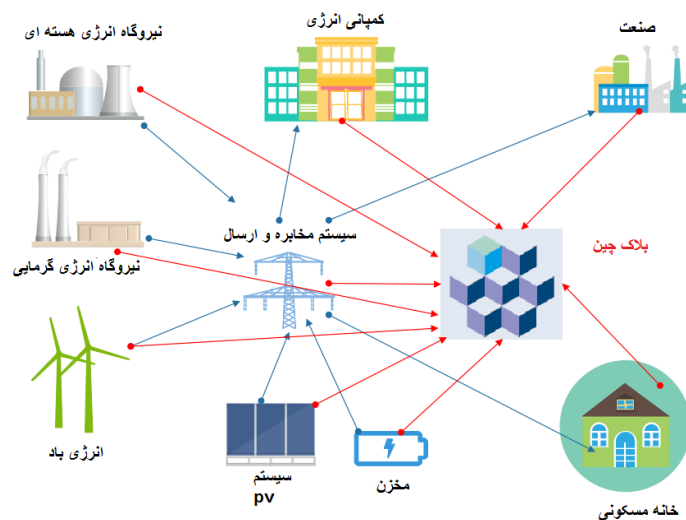 نیروگاه انرژی هسته ای
کمپانی انرژی
صنعت
سیستم مخابره و ارسال
بلاک چین
نیروگاه انرژی گرمایی
انرژی باد
سیستم
pv
مخزن
خانه مسکونی